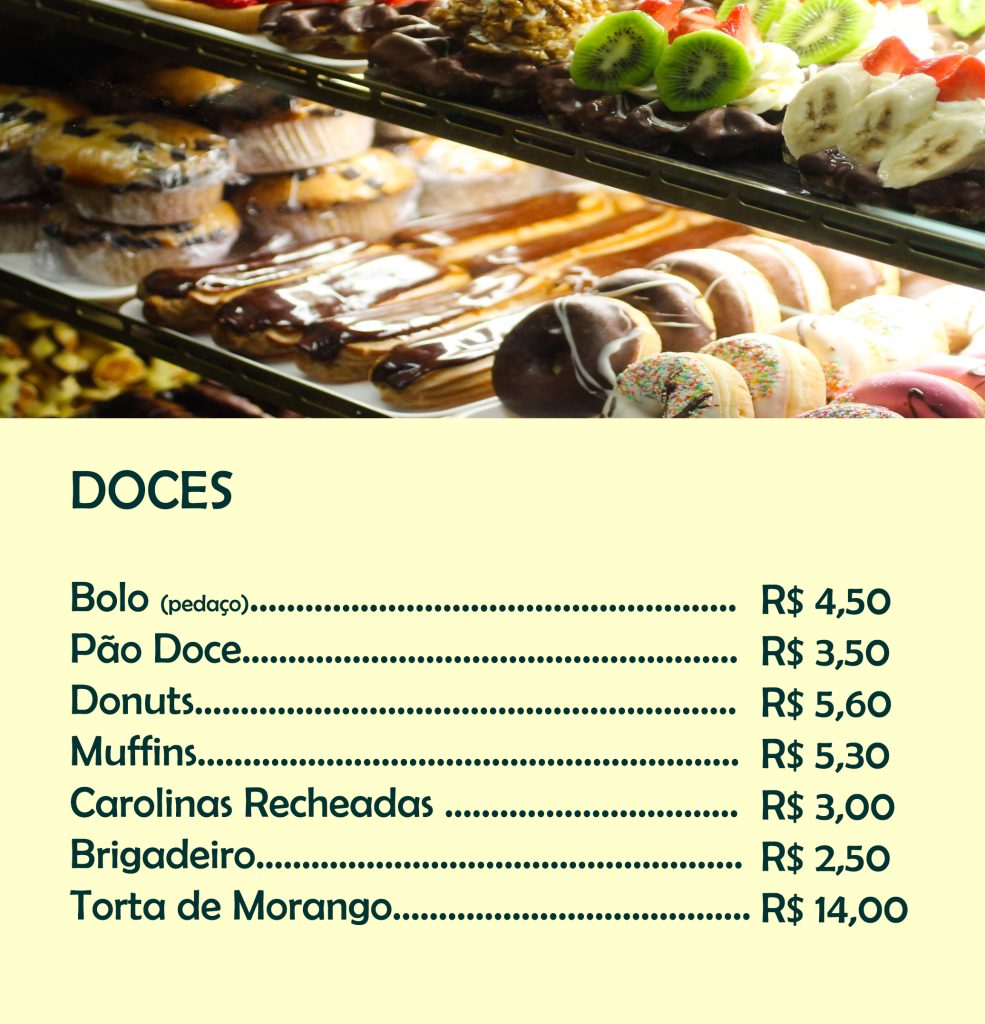 DOCES
Bolo (pedaço)...................................................... R$ 4,50
Pão Doce....................................................... R$ 3,50
Donuts............................................................ R$ 5,60
Muffins............................................................ R$ 5,30
Carolinas Recheadas ................................ R$ 3,00
Brigadeiro...................................................... R$ 2,50
Torta de Morango....................................... R$ 14,00